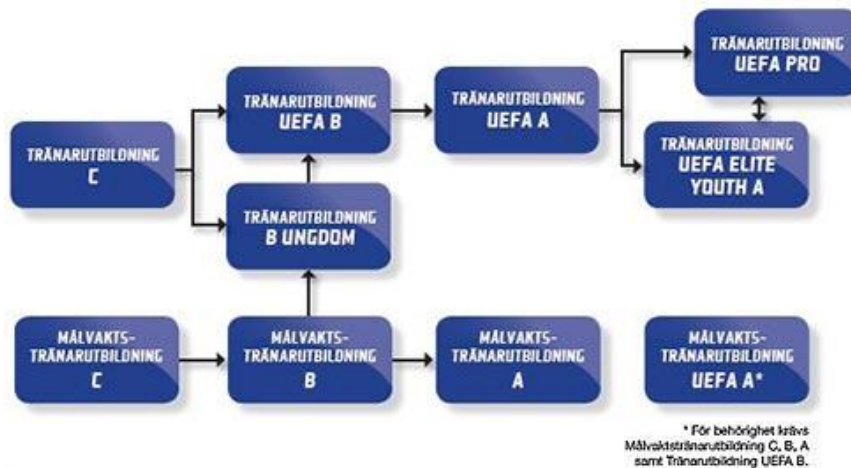 TRÄNARUTBILDNING
UEFA PRO
TRÄNARUTBILDNING
UEFA B
TRÄNARUTBILDNING
UEFA A
TRÄNARUTBILDNING
C
TRÄNARUTBILDNING
UEFA ELITE
YOUTH A
TRÄNARUTBILDNING
B UNGDOM
MÅLVAKTS-
TRÄNARUTBILDNING
C
MÅLVAKTS-
TRÄNARUTBILDNING
B
MÅLVAKTS-
TRÄNARUTBILDNING
A
MÅLVAKTS-
TRÄNARUTBILDNING
UEFA A*
* För behörighet krävs
Målvaktstränarutbildning C, B, A
samt Tränarutbildning UEFA B.